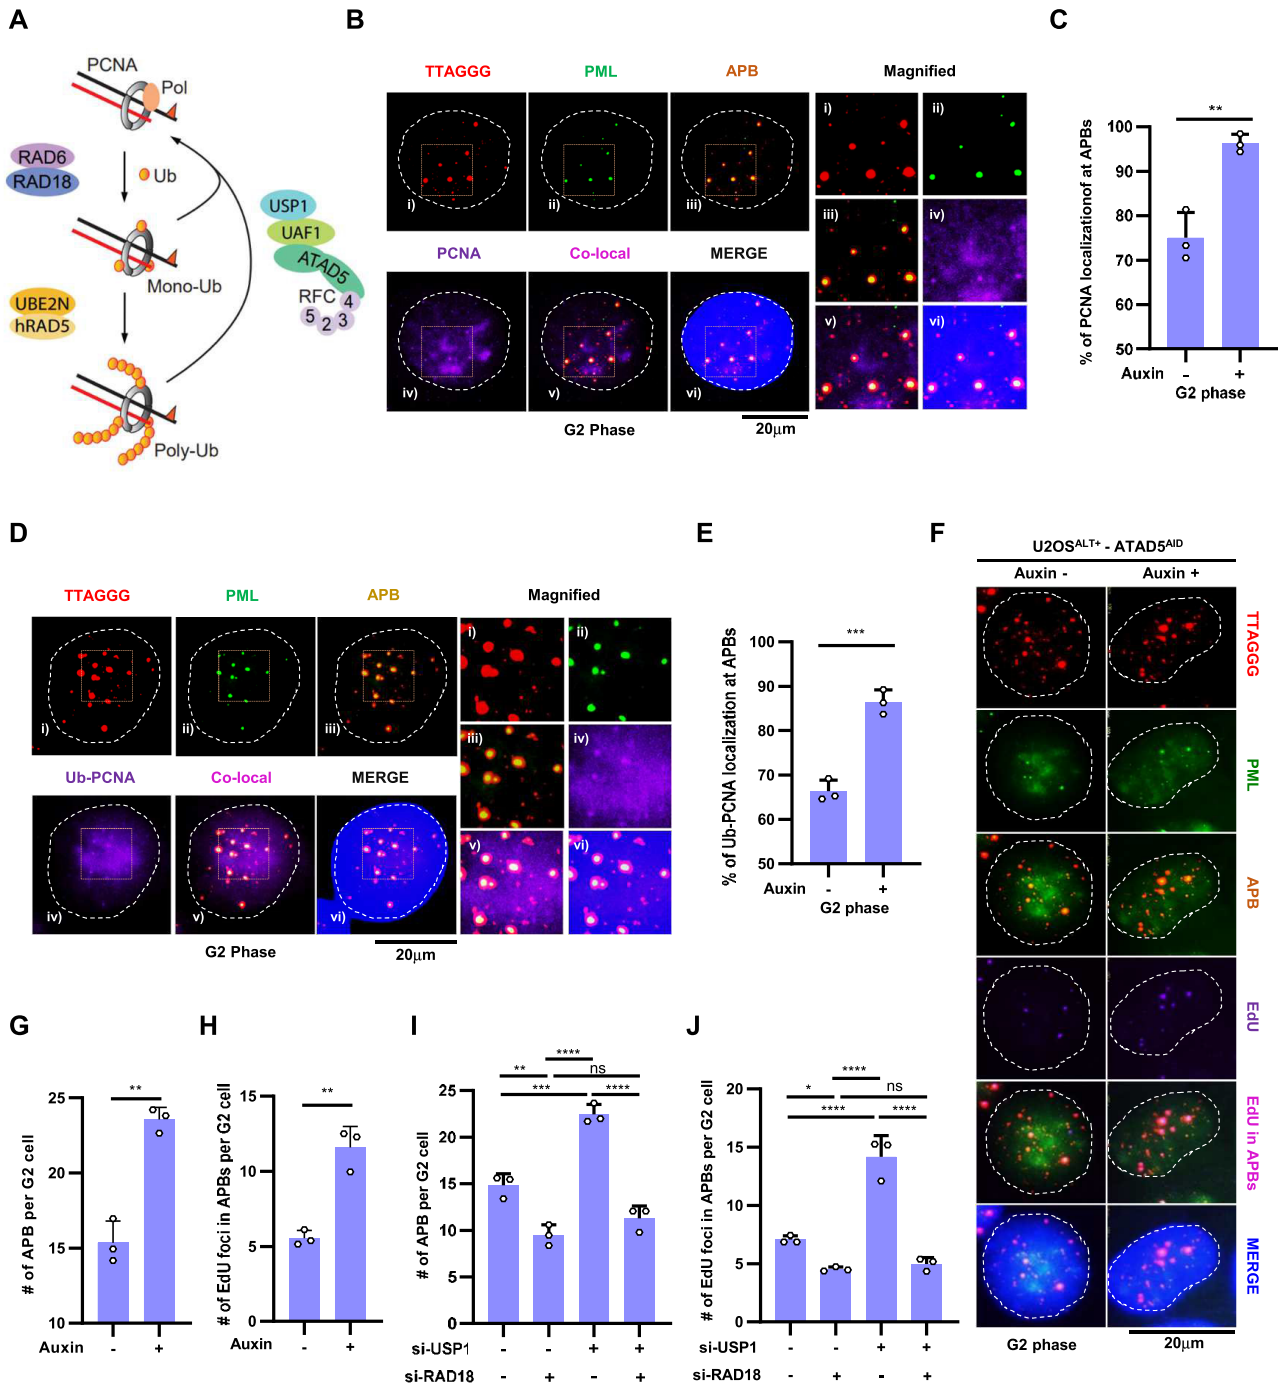 A
PCNA
Pol
RAD6
RAD18
Ub
Mono-Ub
UBE2N
hRAD5
Poly-Ub
USP1
UAF1
ATAD5
RFC
4
5
2
3
B
TTAGGG
PML
APB
Magnified
i)
ii)
iii)
i)
ii)
iii)
iv)
PCNA
Co-local
MERGE
iv)
v)
vi)
v)
vi)
G2 Phase
20μm
C
% of PCNA localizationof at APBs
100
90
80
70
60
50
**
Auxin
-
+
G2 phase
D
TTAGGG
PML
APB
Magnified
i)
ii)
iii)
i)
ii)
iii)
iv)
Ub-PCNA
Co-local
MERGE
iv)
v)
vi)
v)
vi)
G2 Phase
20μm
E
% of Ub-PCNA localization at APBs
100
90
80
70
60
50
***
Auxin
-
+
G2 phase
F
U2OSALT+ - ATAD5AID
Auxin -
Auxin +
TTAGGG
PML
APB
EdU
EdU in APBs
MERGE
G2 phase
20μm
G
# of APB per G2 cell
25
20
15
10
**
Auxin
-
+
H
# of EdU foci in APBs per G2 cell
15
10
5
0
**
Auxin
-
+
I
# of APB per G2 cell
25
20
15
10
5
0
****
**
ns
***
****
si-USP1
-
-
+
+
si-RAD18
-
+
-
+
J
# of EdU foci in APBs per G2 cell
20
15
10
5
0
****
*
ns
****
****
si-USP1
-
-
+
+
si-RAD18
-
+
-
+